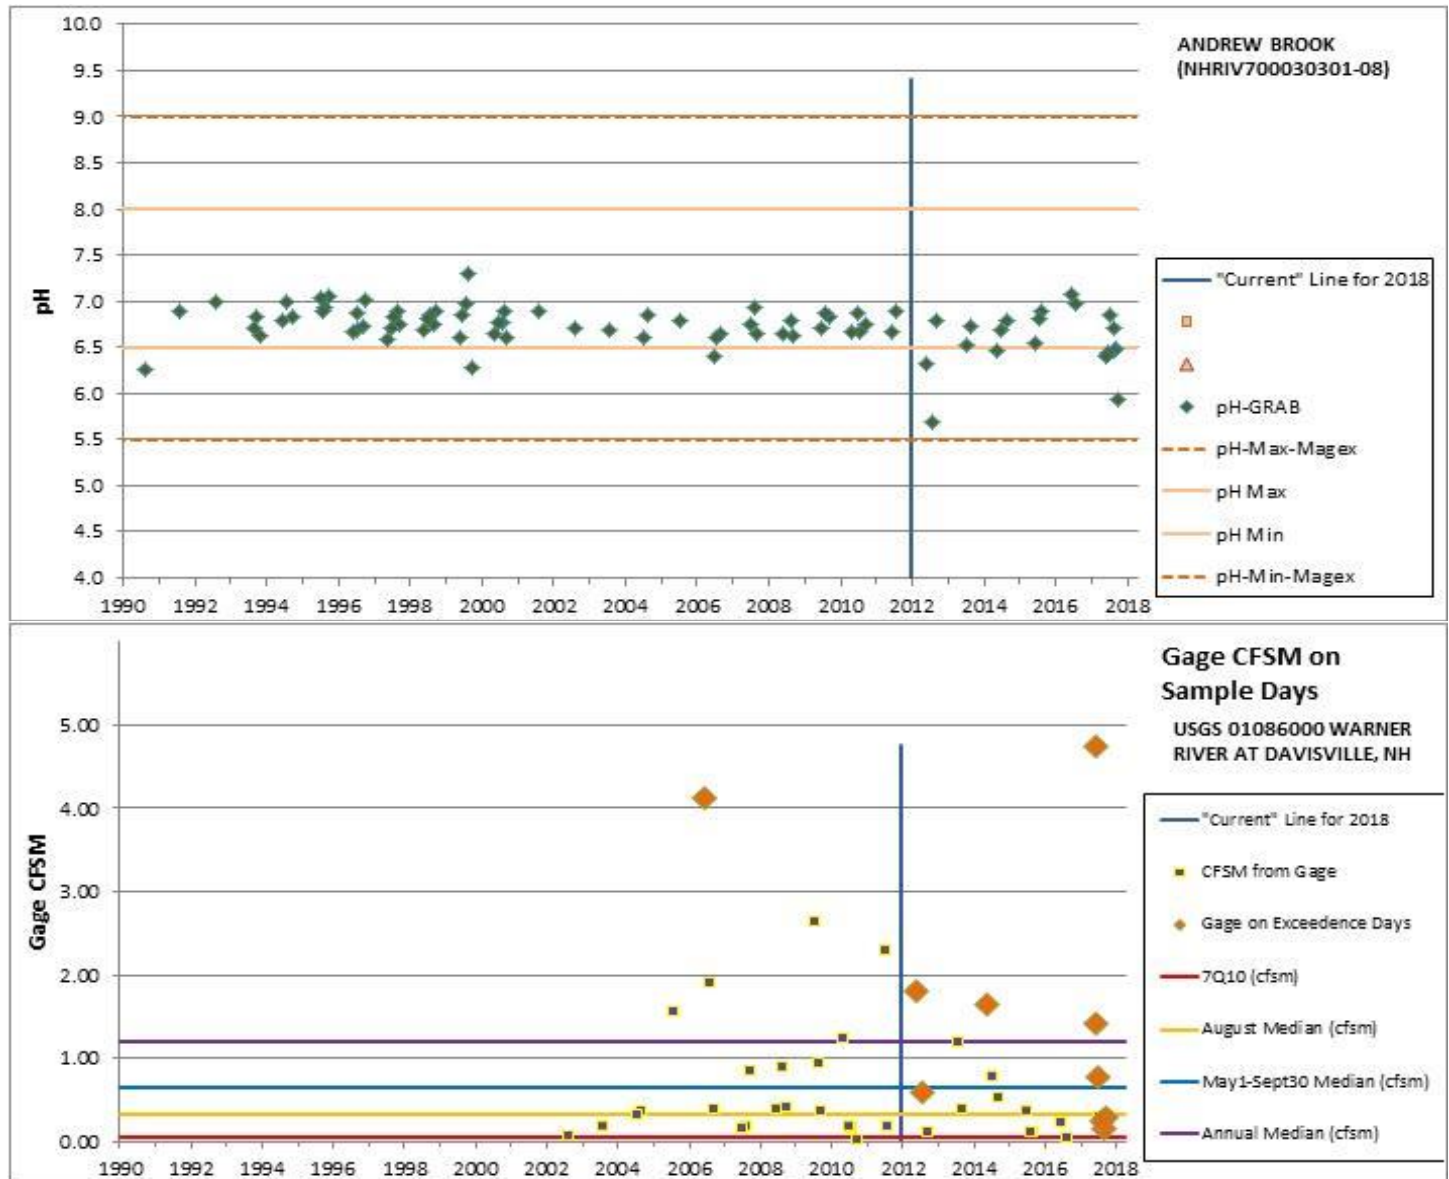 ANDREW BROOK
(NHRIV700030301-08)
10.0
9.5
9.0
8.5
8.0
7.5
7.0
6.5
6.0
5.5
5.0
4.5
4.0
pH
1990 1992 1994 1996 1998 2000 2002 2004 2006 2008 2010 2012 2014 2016 2018
"Current" Line for 2018
pH-GRAB
pH-Max-Magex
pH Max
pH Min
pH-Min-Magex
Gage CFSM on
Sample Days
USGS 01086000 WARNER
RIVER AT DAVISVILLE, NH
5.00
4.00
3.00
2.00
1.00
0.00
Gage CFSM
1990 1992 1994 1996 1998 2000 2002 2004 2006 2008 2010 2012 2014 2016 2018
"Current" Line for 2018
CFSM from Gage
Gage on Exceedence Days
7Q10 (cfsm)
August Median (cfsm)
May1-Sept30 Median (cfsm)
Annual Median (cfsm)